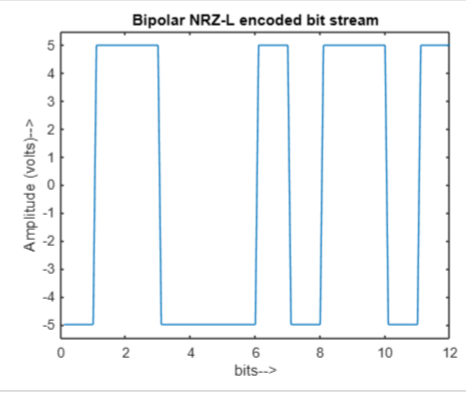 Bipolar NRZ-L encoded bit stream
5
4
3
2
1
0
-1
-2
-3
-4
-5
Amplitude (volts)-->
0 2 4 6 8 10 12
bits-->